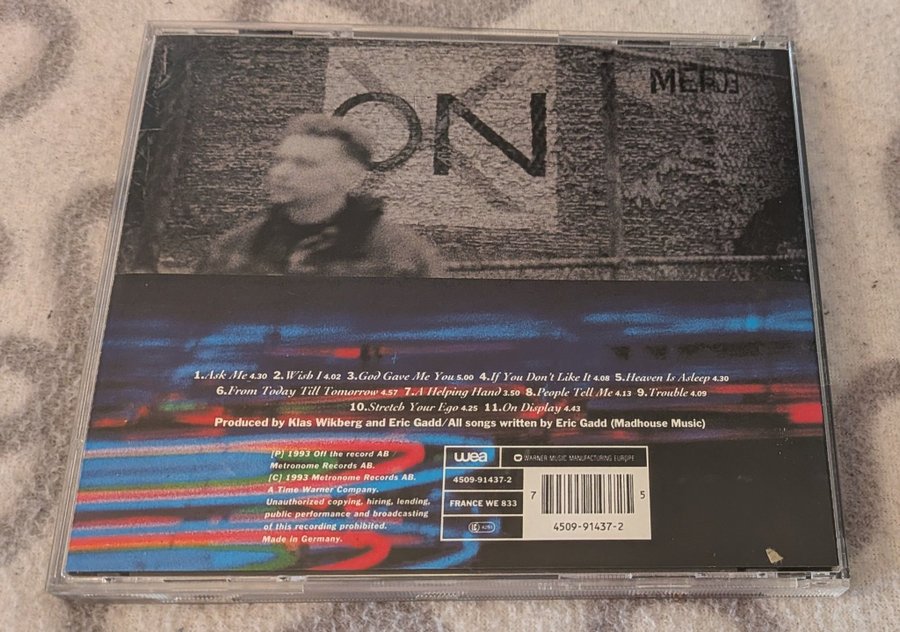 ON
1. Ask Me 4.30 2. Wish I 4.02 3. God Gave Me You 5.00 4. If You Don't Like It 4.08 5. Heaven Is Asleep 4.30
6. From Today Till Tomorrow 4.57 7. A Helping Hand 3.50 8. People Tell Me 4.13 9. Trouble 4.09
10. Stretch Your Ego 4.25 11. On Display 4.43
Produced by Klas Wikberg and Eric Gadd/All songs written by Eric Gadd (Madhouse Music)
[P] 1993 Off the record AB
Metronome Records AB.
[C] 1993 Metronome Records AB.
A Time Warner Company.
Unauthorized copying, hiring, lending,
public performance and broadcasting
of this recording prohibited.
Made in Germany.
wea
WARNER MUSIC MANUFACTURING EUROPE
4509-91437-2
FRANCE WE 833
LC 4281
7 5
4509-91437-2